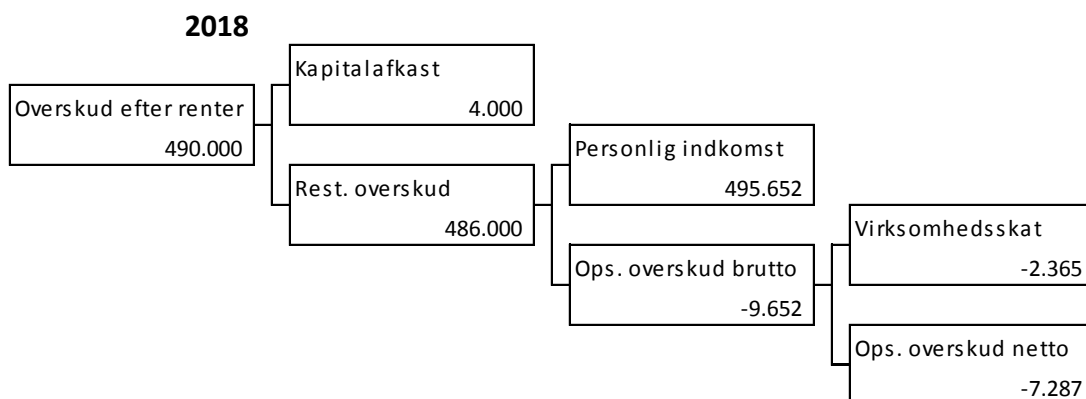 2018
Kapitalafkast
4.000
Overskud efter renter
490.000
Personlig indkomst
495.652
Rest. overskud
486.000
Virksomhedsskat
-2.365
Ops. overskud brutto
-9.652
Ops. overskud netto
-7.287